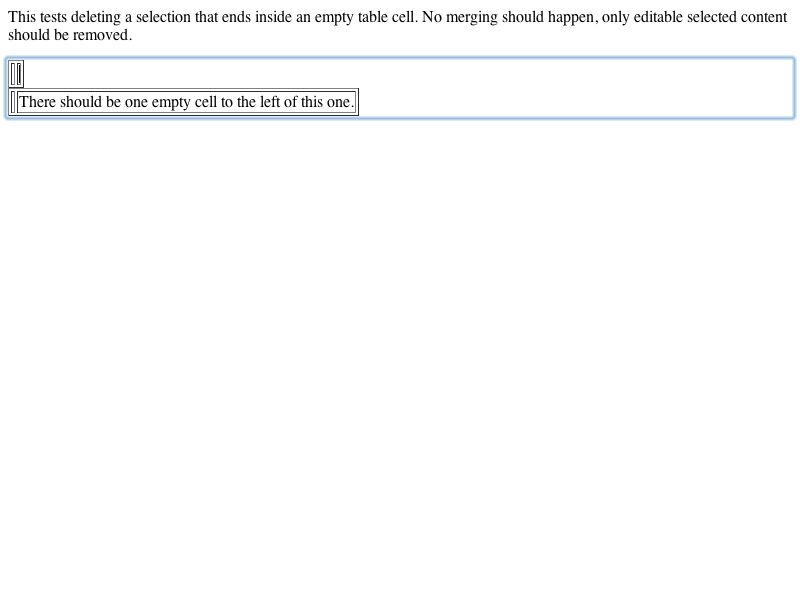 This tests deleting a selection that ends inside an empty table cell. No merging should happen, only editable selected content
should be removed.
There should be one empty cell to the left of this one.